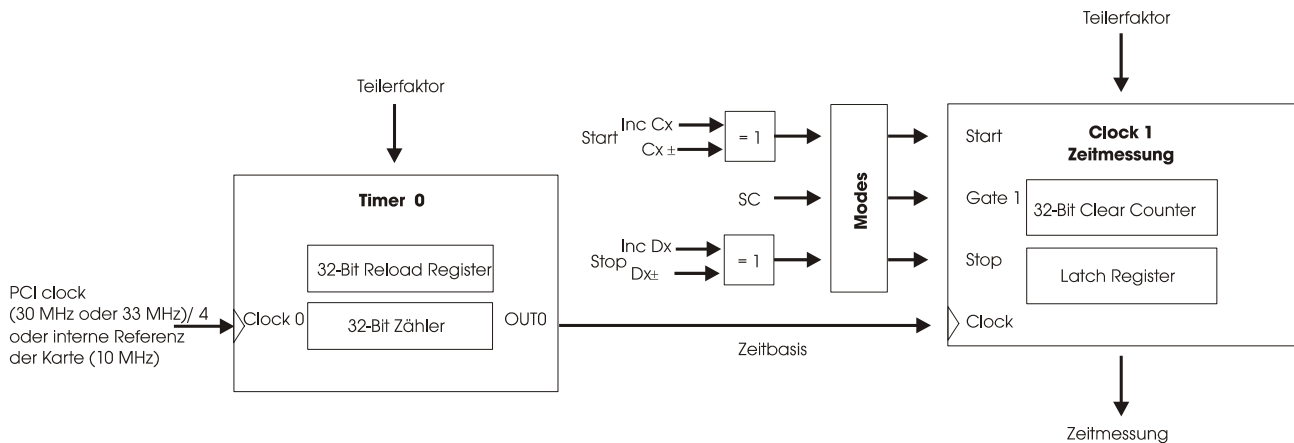 Teilerfaktor
Timer 0
32-Bit Reload Register
32-Bit Zähler
PCI clock
(30 MHz oder 33 MHz)/ 4
oder interne Referenz
der Karte (10 MHz)
Clock 0
OUT0
Zeitbasis
Start
Inc Cx
Cx ±
= 1
SC
Stop
Inc Dx
Dx±
= 1
Modes
Teilerfaktor
Clock 1
Zeitmessung
Start
Gate 1
32-Bit Clear Counter
Stop
Latch Register
Clock
Zeitmessung